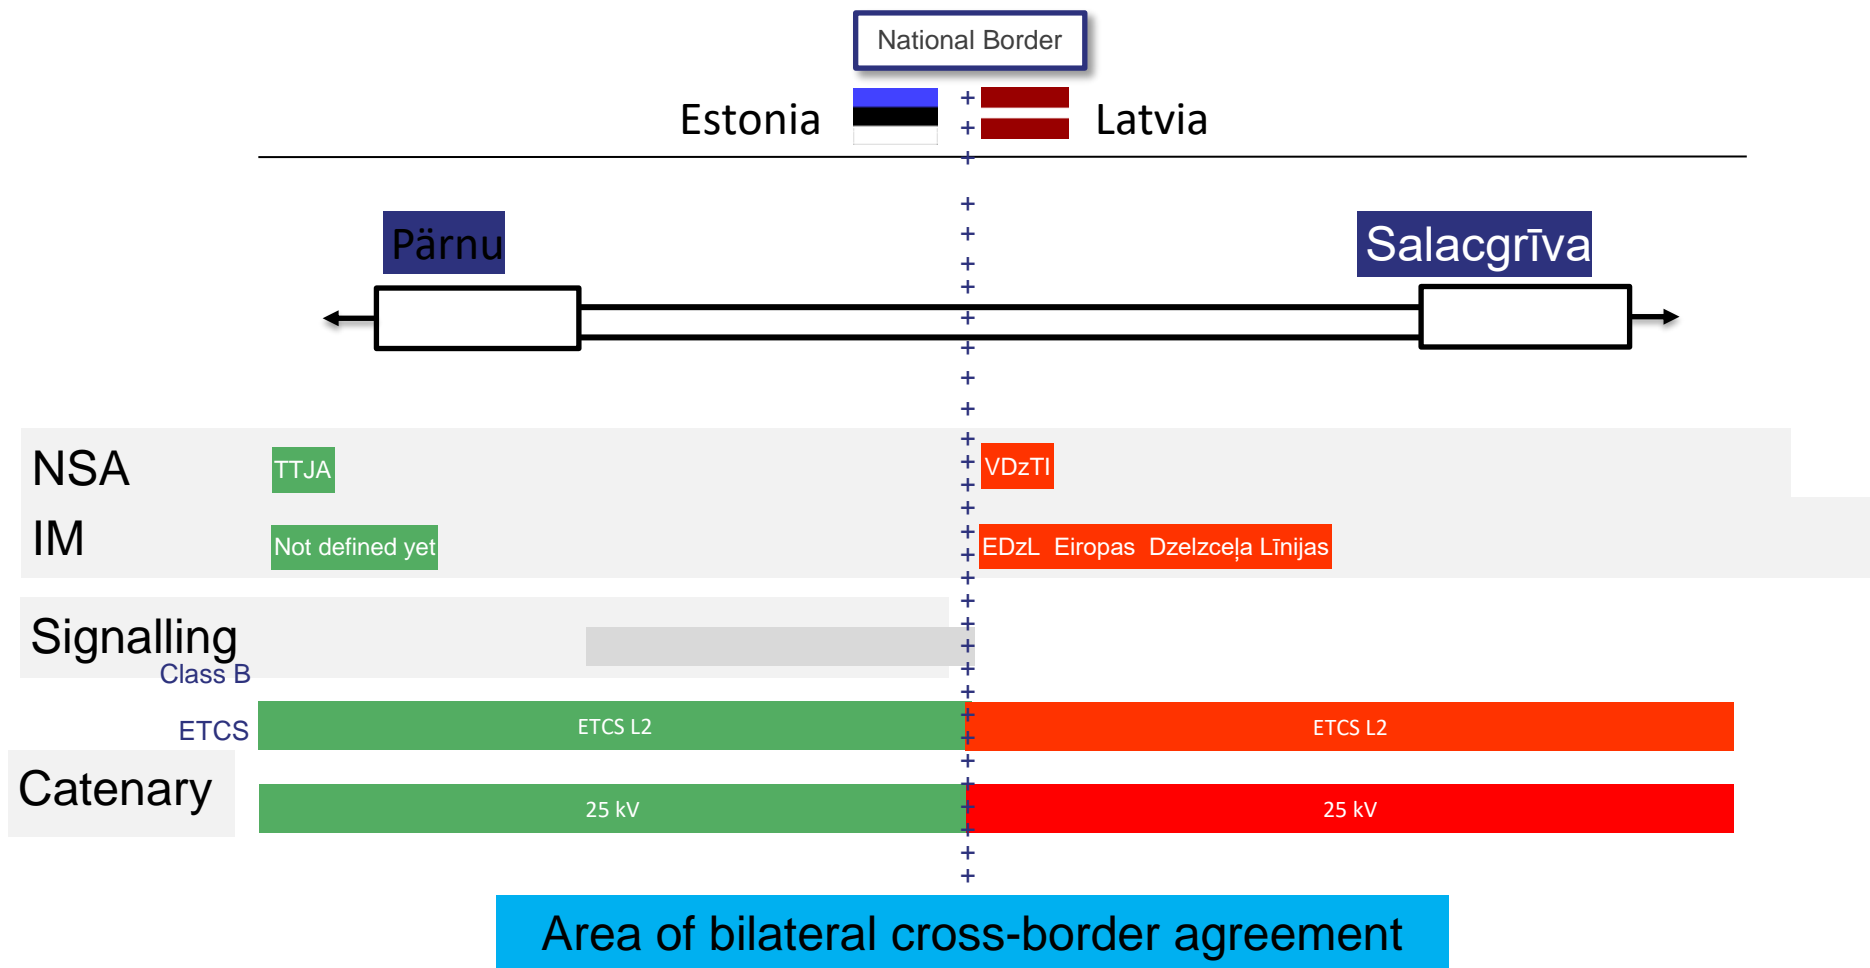 National Border
Estonia
Latvia
Pärnu
Salacgrīva
NSA
TTJA
VDzTI
IM
Not defined yet
EDzL Eiropas Dzelzceļa Līnijas
Signalling
Class B
ETCS
ETCS L2
ETCS L2
Catenary
25 kV
25 kV
Area of bilateral cross-border agreement